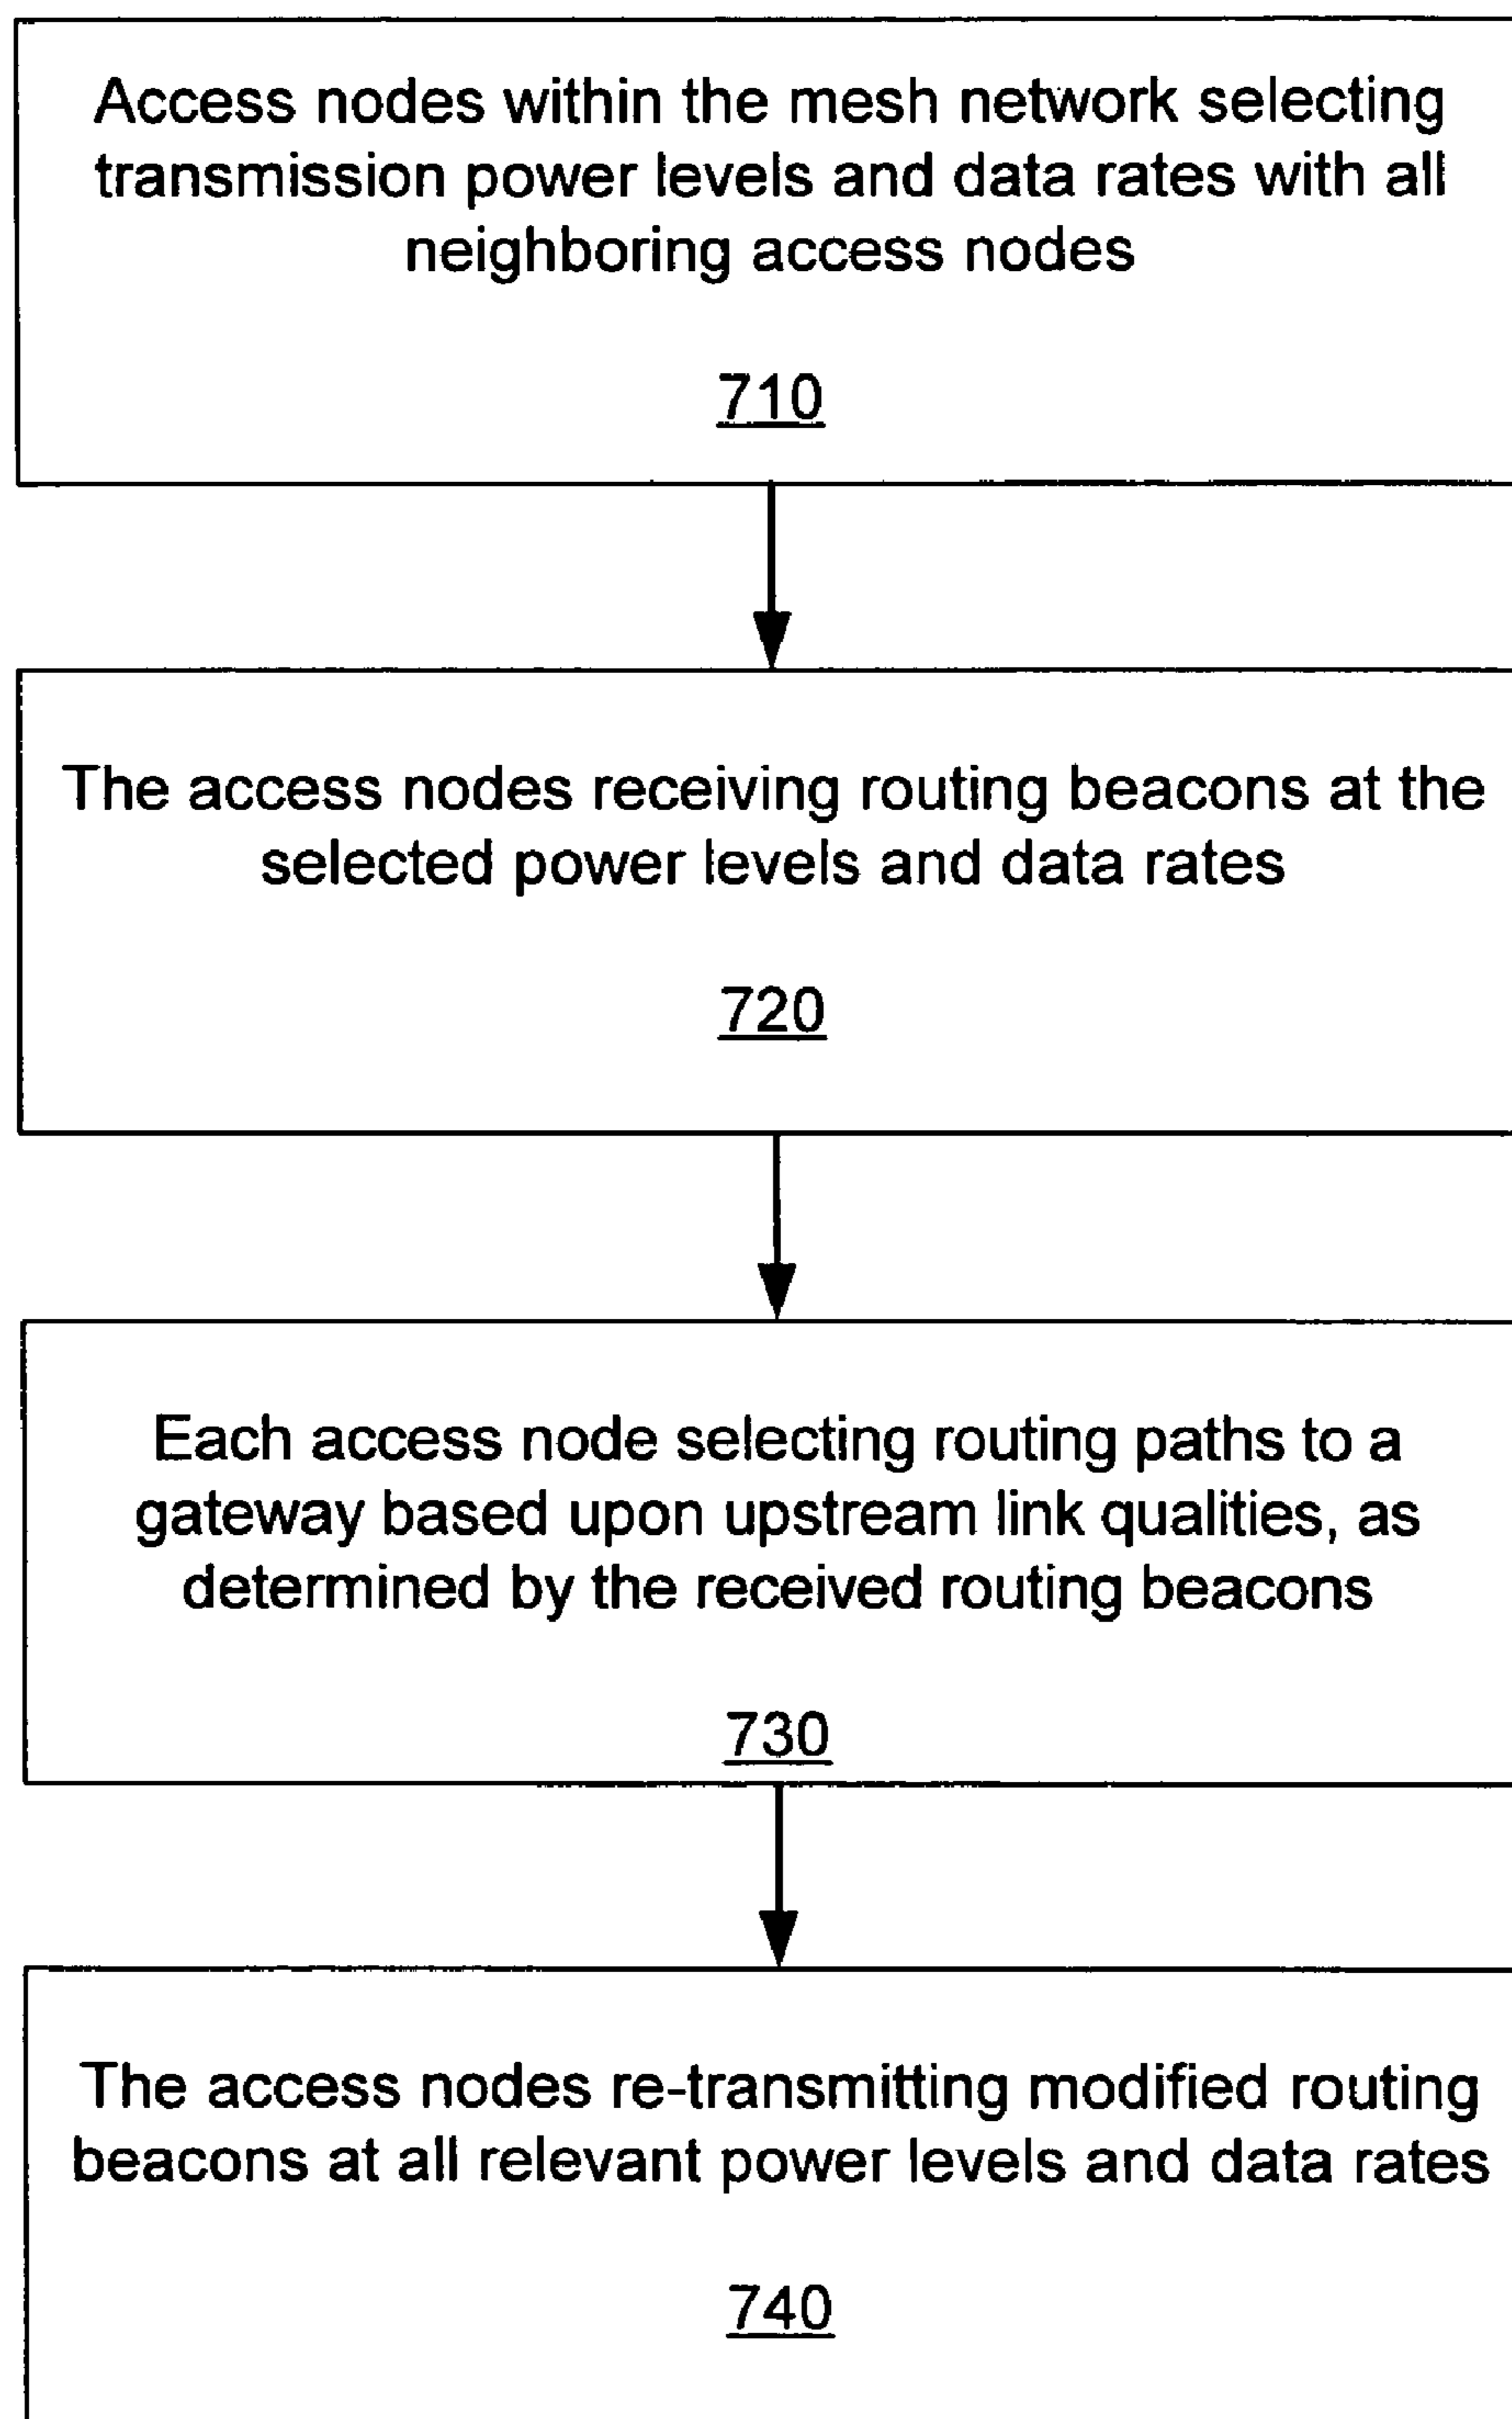 Access nodes within the mesh network selecting
transmission power levels and data rates with all
neighboring access nodes
710
The access nodes receiving routing beacons at the
selected power levels and data rates
720
Each access node selecting routing paths to a
gateway based upon upstream link qualities, as
determined by the received routing beacons
730
The access nodes re-transmitting modified routing
beacons at all relevant power levels and data rates
740